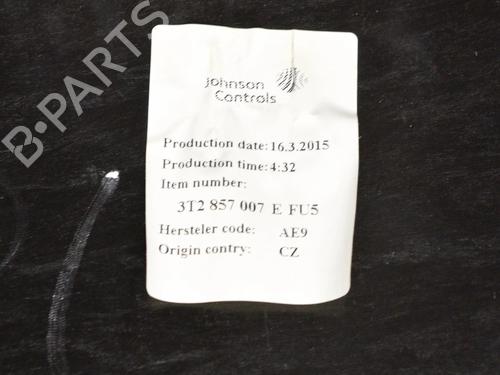 B-PARTS
Johnson
Controls
Production date: 16.3.2015
Production time: 4:32
Item number:
3T2 857 007 E FU5
Hersteler code: AE9
Origin contry: CZ